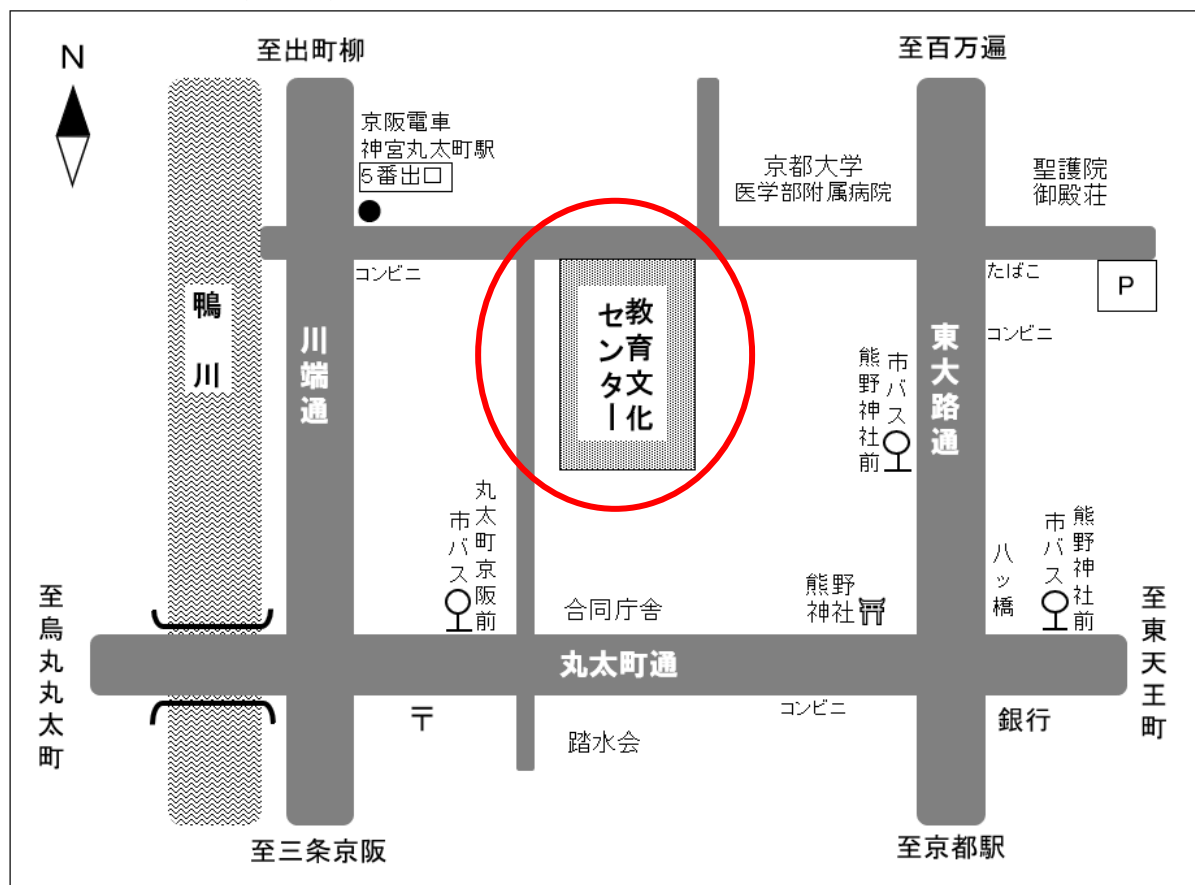 N
至出町柳
至百万遍
京阪電車
神宮丸太町駅
5番出口
京都大学
医学部附属病院
聖護院
御殿荘
コンビニ
たばこ
P
鴨川
川端通
教育文化
センター
コンビニ
東大路通
市バス
熊野神社前
丸太町京阪前
市バス
八ッ橋
熊野神社前
市バス
至烏丸丸太町
合同庁舎
熊野
神社
至東天王町
丸太町通
〒
コンビニ
銀行
踏水会
至三条京阪
至京都駅